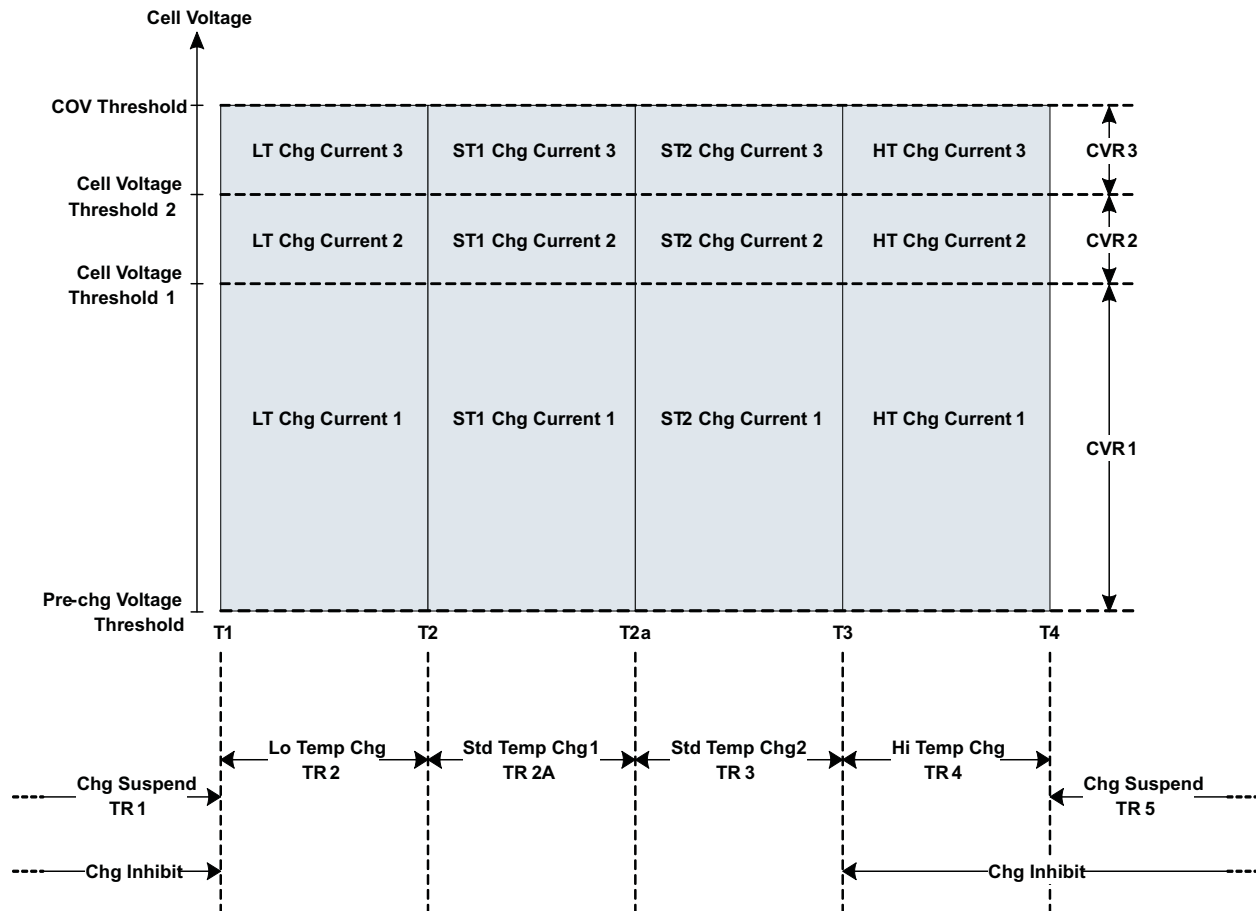 Cell Voltage
COV Threshold
LT Chg Current 3
ST1 Chg Current 3
ST2 Chg Current 3
HT Chg Current 3
CVR 3
Cell Voltage
Threshold 2
LT Chg Current 2
ST1 Chg Current 2
ST2 Chg Current 2
HT Chg Current 2
CVR 2
Cell Voltage
Threshold 1
LT Chg Current 1
ST1 Chg Current 1
ST2 Chg Current 1
HT Chg Current 1
CVR 1
Pre-chg Voltage
Threshold
T1
T2
T2a
T3
T4
Lo Temp Chg
TR 2
Std Temp Chg1
TR 2A
Std Temp Chg2
TR 3
Hi Temp Chg
TR 4
Chg Suspend
TR 1
Chg Suspend
TR 5
Chg Inhibit
Chg Inhibit